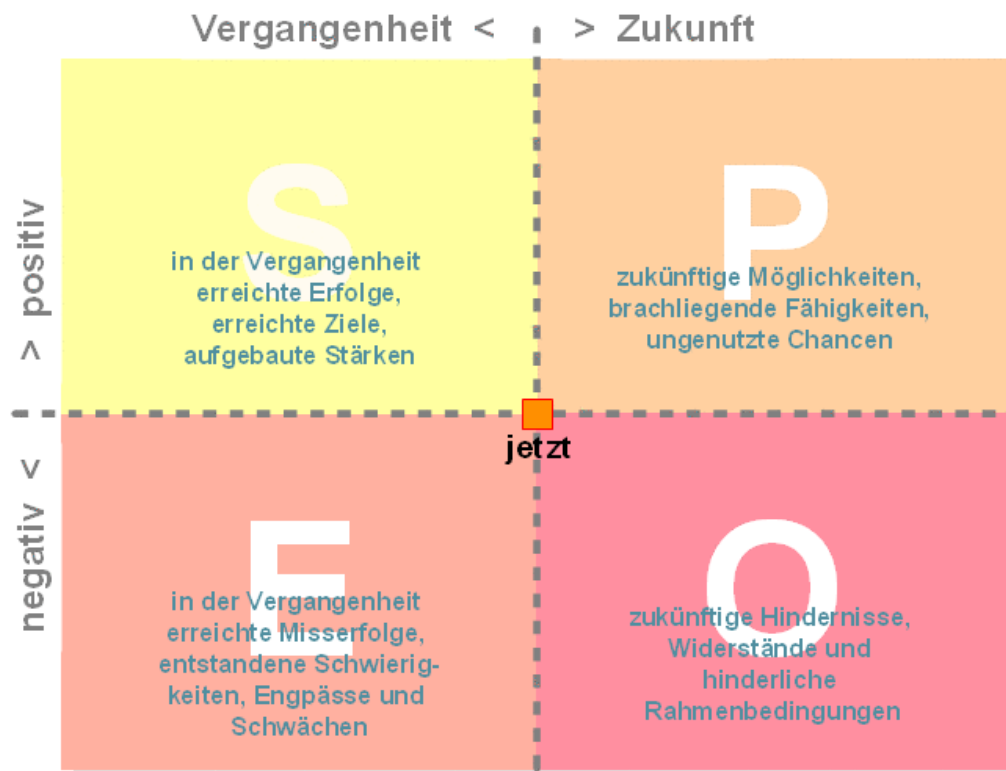 Vergangenheit < > Zukunft
> positiv
S
in der Vergangenheit
erreichte Erfolge,
erreichte Ziele,
aufgebaute Stärken
P
zukünftige Möglichkeiten,
brachliegende Fähigkeiten,
ungenutzte Chancen
jetzt
negativ <
E
in der Vergangenheit
erreichte Misserfolge,
entstandene Schwierig-
keiten, Engpässe und
Schwächen
O
zukünftige Hindernisse,
Widerstände und
hinderliche
Rahmenbedingungen